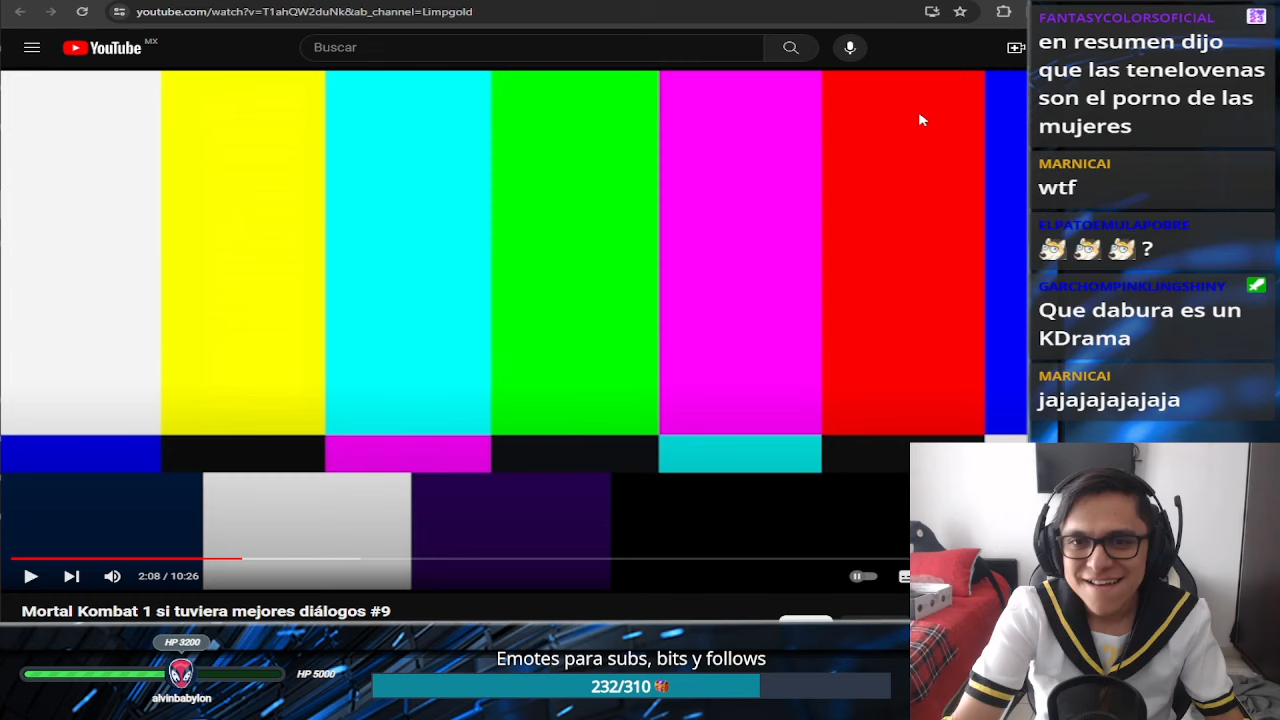 youtube.com/watch?v=T1ahQW2duNk&ab_channel=Limpgold
YouTube MX
Buscar
2:08 / 10:26
Mortal Kombat 1 si tuviera mejores diálogos #9
FANTASYCOLORSOFICIAL
en resumen dijo
que las tenelovenas
son el porno de las
mujeres
MARNICAI
wtf
ELPATOEMULAPOBRE
?
GARCHOMPINKLINGSHINY
Que dabura es un
KDrama
MARNICAI
jajajajajajaja
HP 3200
HP 5000
alvinbabylon
Emotes para subs, bits y follows
232/310